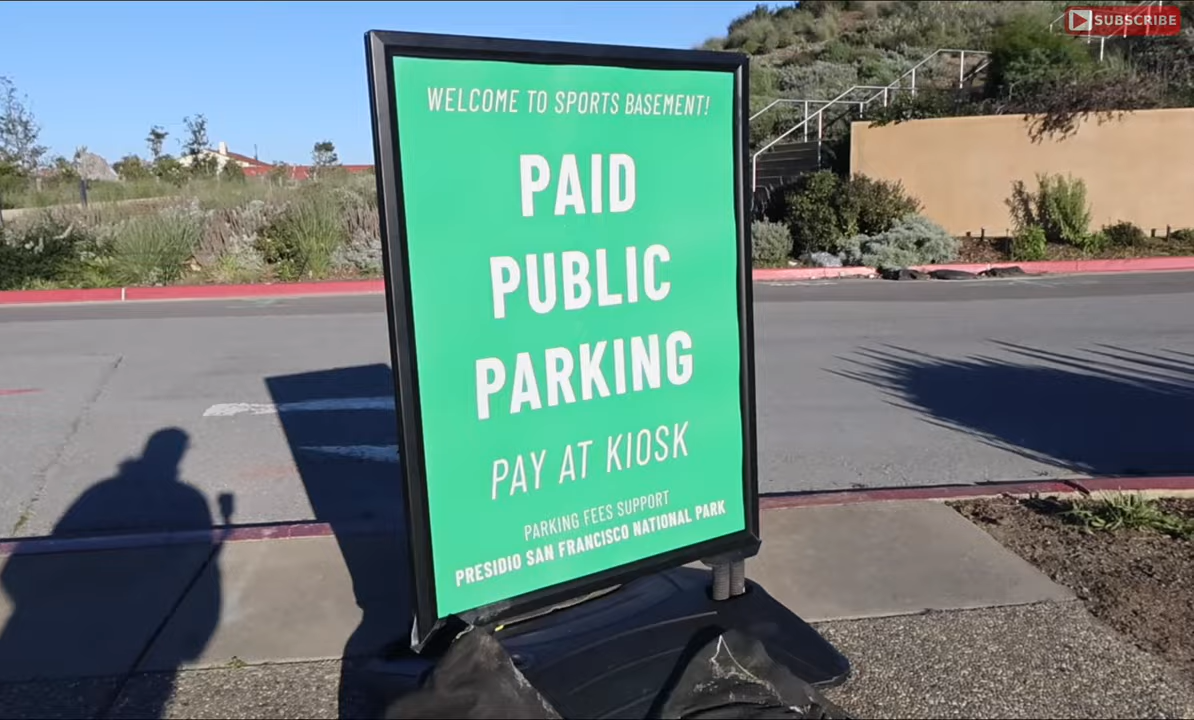 SUBSCRIBE
WELCOME TO SPORTS BASEMENT!
PAID
PUBLIC
PARKING
PAY AT KIOSK
PARKING FEES SUPPORT
PRESIDIO SAN FRANCISCO NATIONAL PARK